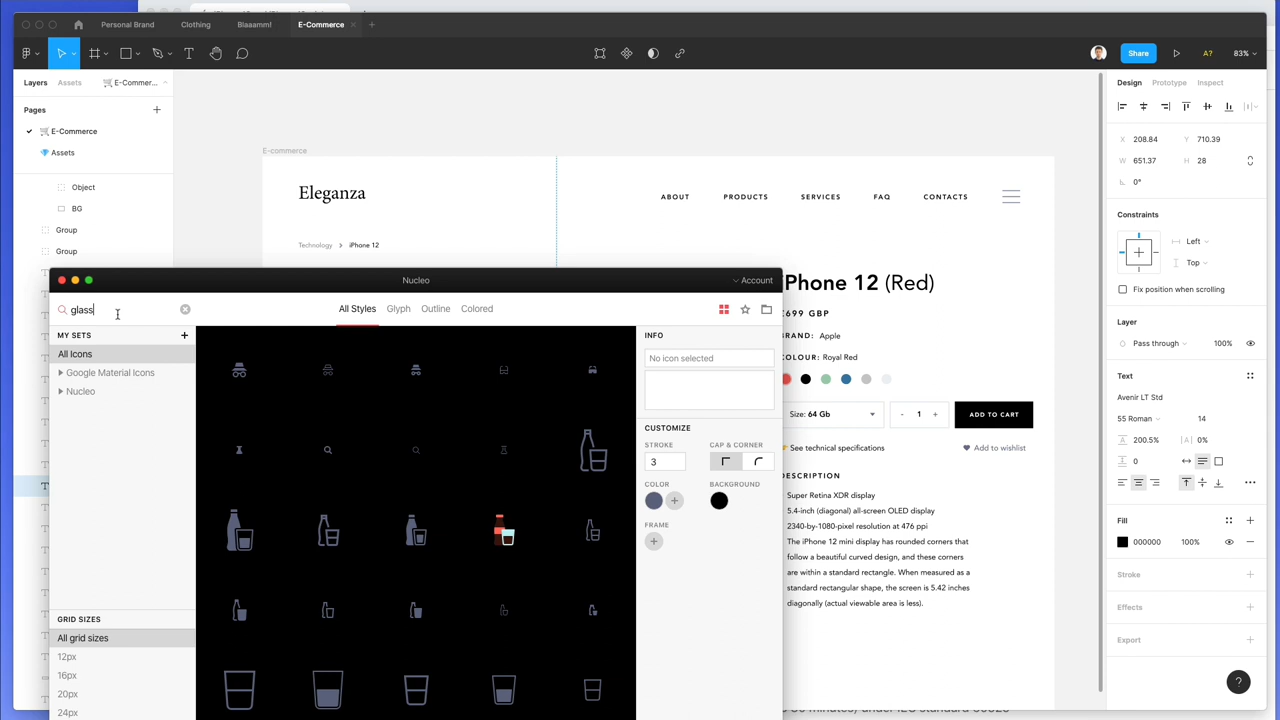 Personal Brand
Clothing
Blaaamm!
E-Commerce
Share
A?
83%
Layers
Assets
E-Commer...
Pages
E-Commerce
Assets
Object
BG
Group
Group
E-commerce
Eleganza
ABOUT
PRODUCTS
SERVICES
FAQ
CONTACTS
Technology
iPhone 12
iPhone 12 (Red)
£699 GBP
BRAND: Apple
COLOUR: Royal Red
Size: 64 Gb
- 1 +
ADD TO CART
See technical specifications
Add to wishlist
DESCRIPTION
Super Retina XDR display
5.4-inch (diagonal) all-screen OLED display
2340-by-1080-pixel resolution at 476 ppi
The iPhone 12 mini display has rounded corners that
follow a beautiful curved design, and these corners
are within a standard rectangle. When measured as a
standard rectangular shape, the screen is 5.42 inches
diagonally (actual viewable area is less).
Nucleo
Account
glass
All Styles
Glyph
Outline
Colored
MY SETS
All Icons
Google Material Icons
Nucleo
GRID SIZES
All grid sizes
12px
16px
20px
24px
INFO
No icon selected
CUSTOMIZE
STROKE
CAP & CORNER
3
COLOR
BACKGROUND
FRAME
Design
Prototype
Inspect
X 208.84
Y 710.39
W 651.37
H 28
0°
Constraints
Left
Top
Fix position when scrolling
Layer
Pass through
100%
Text
Avenir LT Std
55 Roman
14
200.5%
0%
0
Fill
000000
100%
Stroke
Effects
Export
?